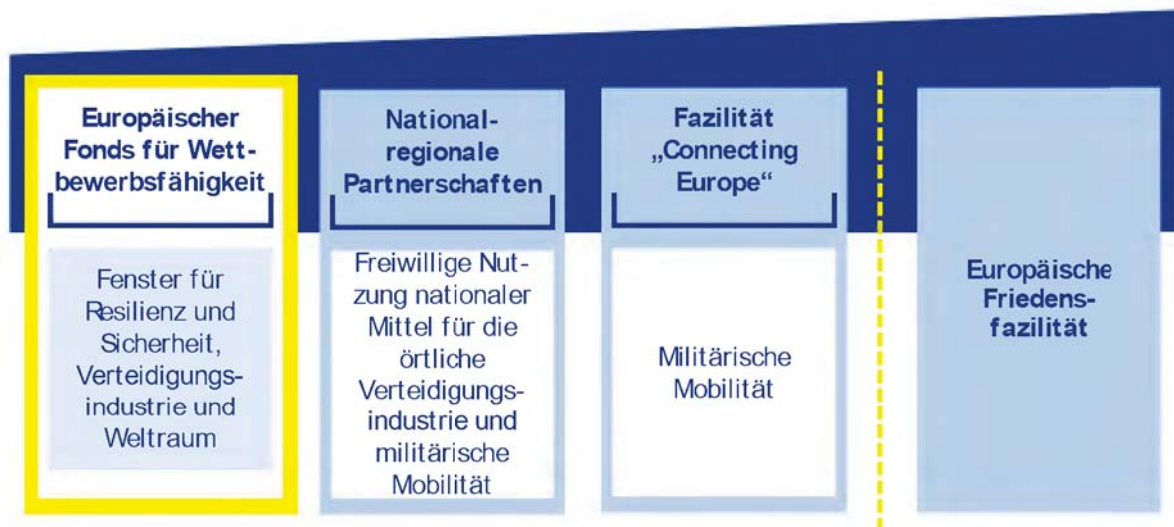 Europäischer
Fonds für Wett-
bewerbsfähigkeit
Fenster für
Resilienz und
Sicherheit,
Verteidigungs-
industrie und
Weltraum
National-
regionale
Partnerschaften
Freiwillige Nut-
zung nationaler
Mittel für die
örtliche
Verteidigungs-
industrie und
militärische
Mobilität
Fazilität
„Connecting
Europe“
Militärische
Mobilität
Europäische
Friedens-
fazilität